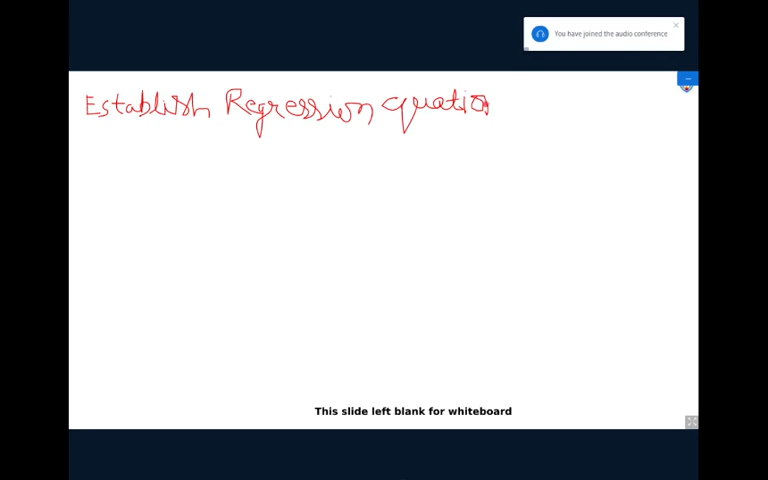 You have joined the audio conference
Establish Regression equatio
This slide left blank for whiteboard